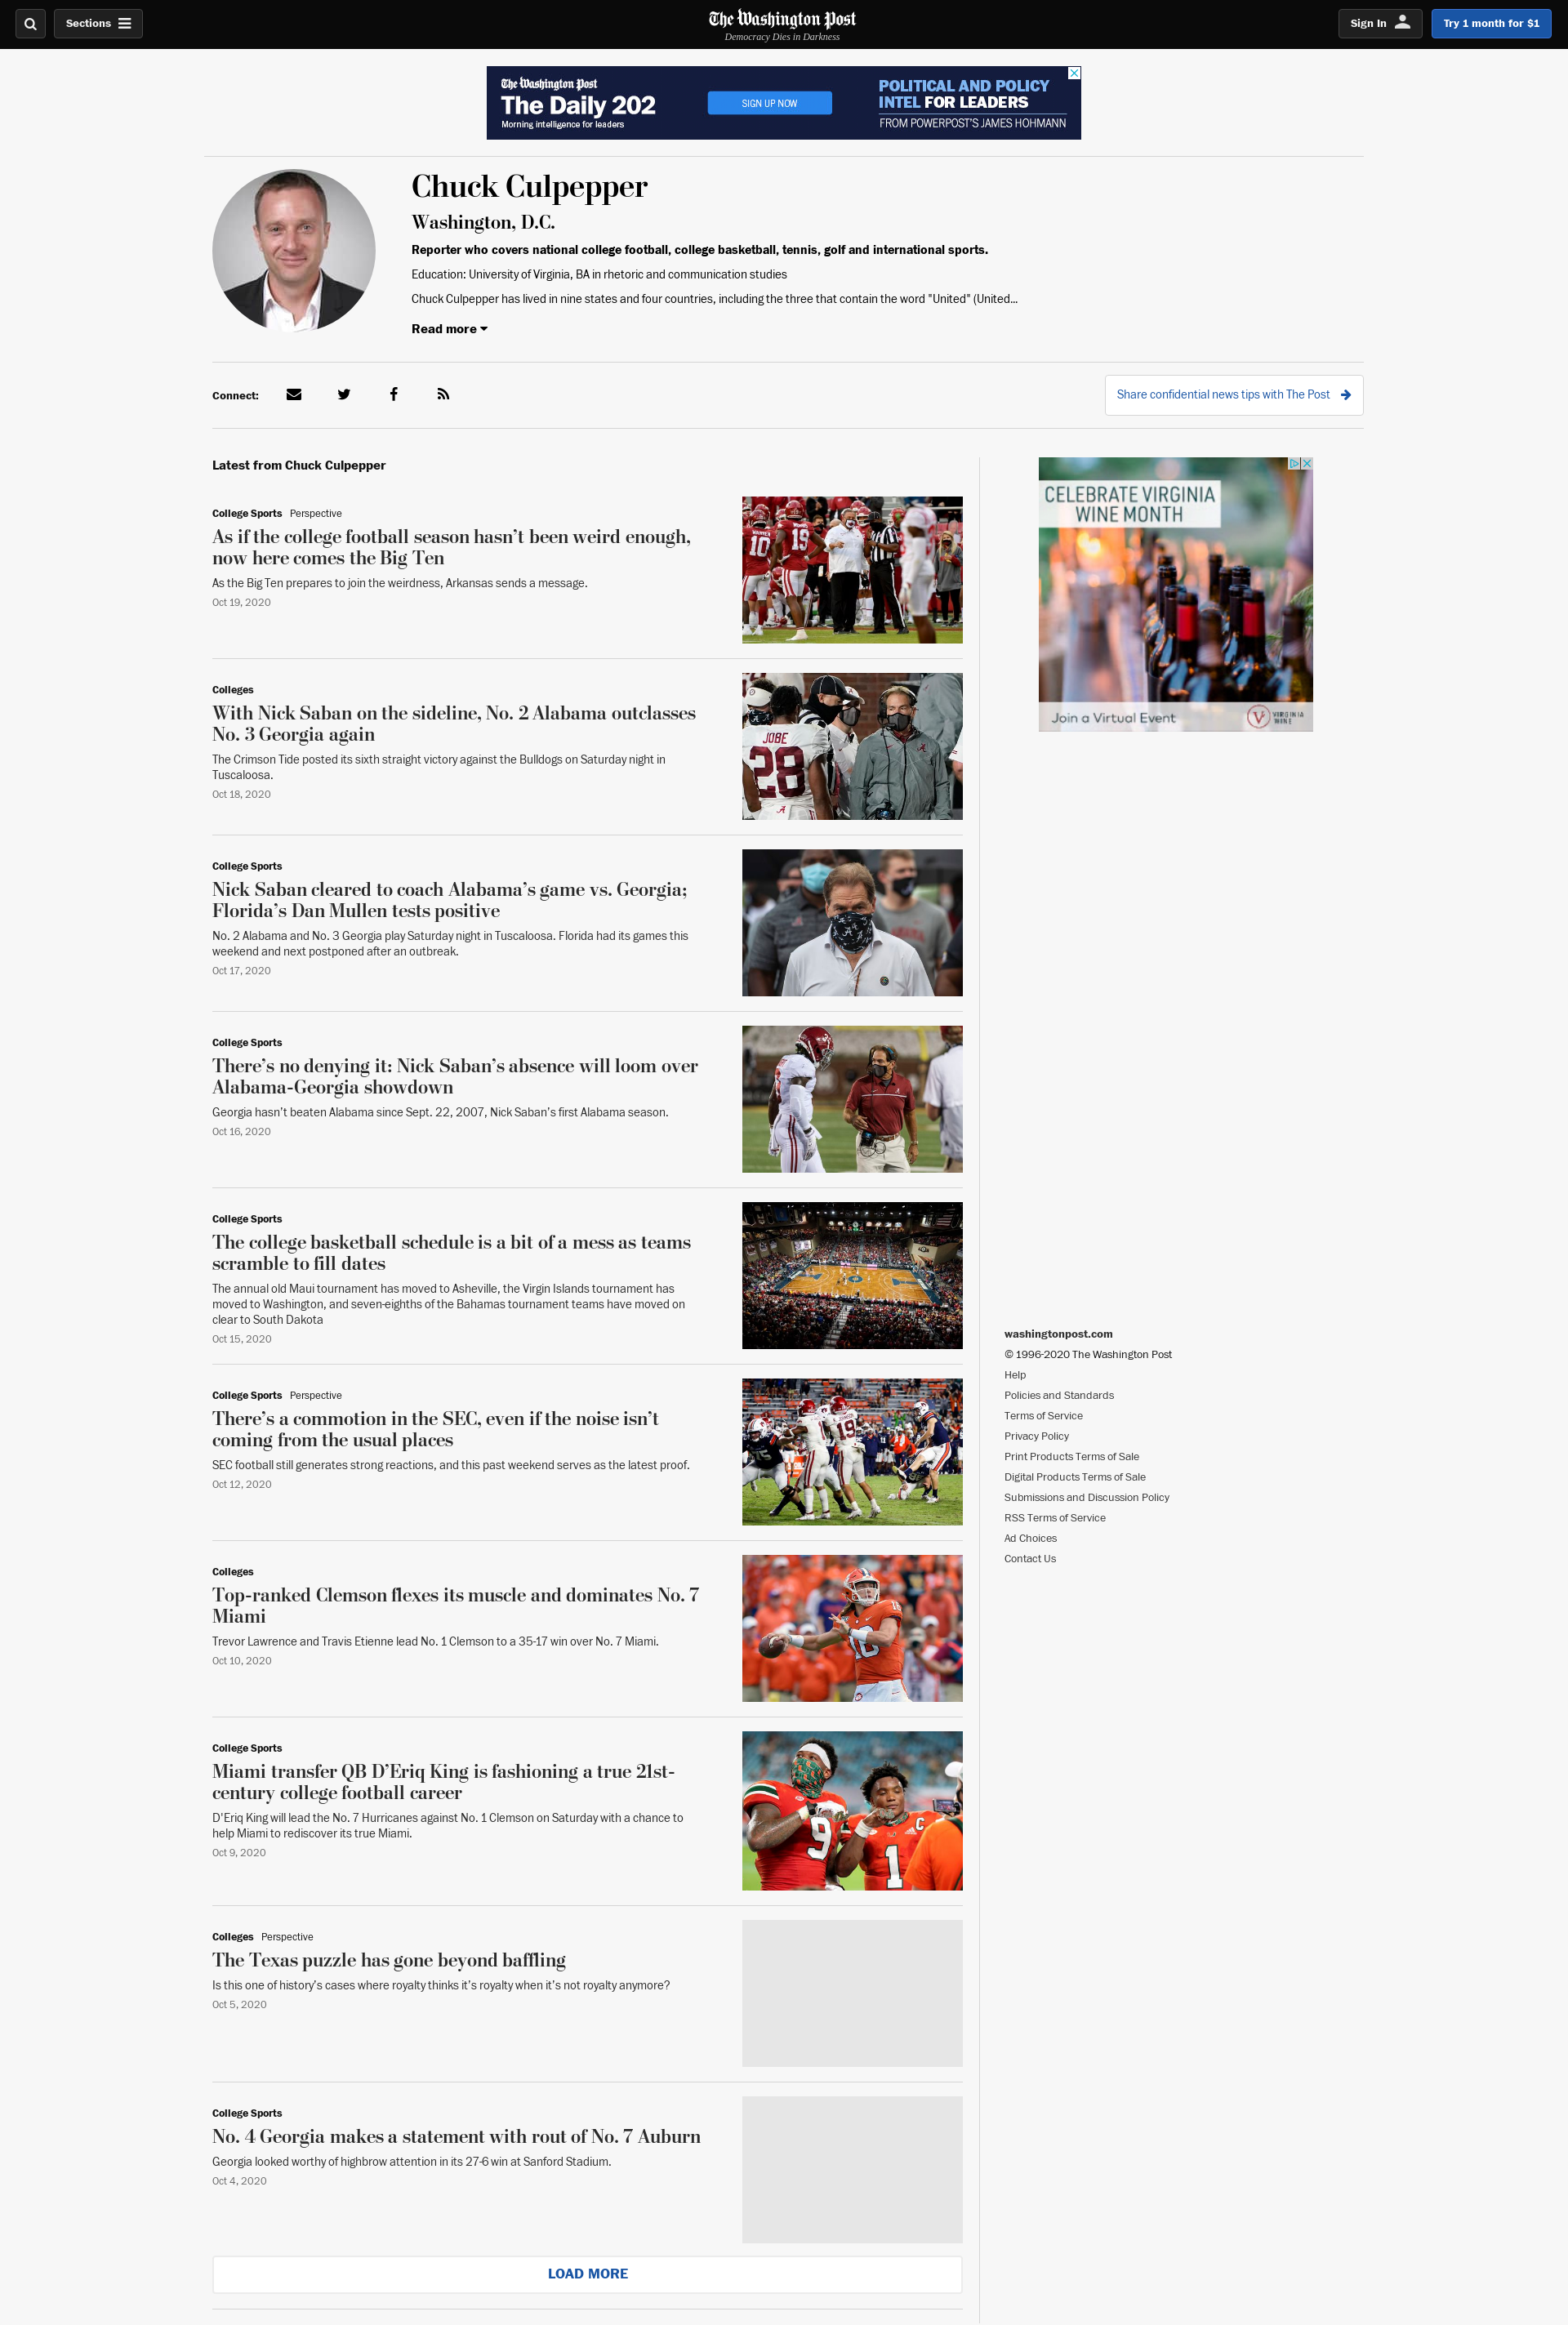 Sections
The Washington Post
Democracy Dies in Darkness
Sign In
Try 1 month for $1
The Washington Post
The Daily 202
Morning intelligence for leaders
SIGN UP NOW
POLITICAL AND POLICY
INTEL FOR LEADERS
FROM POWERPOST'S JAMES HOHMANN
Chuck Culpepper
Washington, D.C.
Reporter who covers national college football, college basketball, tennis, golf and international sports.
Education: University of Virginia, BA in rhetoric and communication studies
Chuck Culpepper has lived in nine states and four countries, including the three that contain the word "United" (United...
Read more
Connect:
Share confidential news tips with The Post
Latest from Chuck Culpepper
College Sports Perspective
As if the college football season hasn’t been weird enough,
now here comes the Big Ten
As the Big Ten prepares to join the weirdness, Arkansas sends a message.
Oct 19, 2020
10
19
Colleges
With Nick Saban on the sideline, No. 2 Alabama outclasses
No. 3 Georgia again
The Crimson Tide posted its sixth straight victory against the Bulldogs on Saturday night in
Tuscaloosa.
Oct 18, 2020
JOBE
28
College Sports
Nick Saban cleared to coach Alabama’s game vs. Georgia;
Florida’s Dan Mullen tests positive
No. 2 Alabama and No. 3 Georgia play Saturday night in Tuscaloosa. Florida had its games this
weekend and next postponed after an outbreak.
Oct 17, 2020
College Sports
There’s no denying it: Nick Saban’s absence will loom over
Alabama-Georgia showdown
Georgia hasn’t beaten Alabama since Sept. 22, 2007, Nick Saban’s first Alabama season.
Oct 16, 2020
College Sports
The college basketball schedule is a bit of a mess as teams
scramble to fill dates
The annual old Maui tournament has moved to Asheville, the Virgin Islands tournament has
moved to Washington, and seven-eighths of the Bahamas tournament teams have moved on
clear to South Dakota
Oct 15, 2020
College Sports Perspective
There’s a commotion in the SEC, even if the noise isn’t
coming from the usual places
SEC football still generates strong reactions, and this past weekend serves as the latest proof.
Oct 12, 2020
75
19
Colleges
Top-ranked Clemson flexes its muscle and dominates No. 7
Miami
Trevor Lawrence and Travis Etienne lead No. 1 Clemson to a 35-17 win over No. 7 Miami.
Oct 10, 2020
16
College Sports
Miami transfer QB D’Eriq King is fashioning a true 21st-
century college football career
D’Eriq King will lead the No. 7 Hurricanes against No. 1 Clemson on Saturday with a chance to
help Miami to rediscover its true Miami.
Oct 9, 2020
9
C
1
Colleges Perspective
The Texas puzzle has gone beyond baffling
Is this one of history’s cases where royalty thinks it’s royalty when it’s not royalty anymore?
Oct 5, 2020
College Sports
No. 4 Georgia makes a statement with rout of No. 7 Auburn
Georgia looked worthy of highbrow attention in its 27-6 win at Sanford Stadium.
Oct 4, 2020
LOAD MORE
CELEBRATE VIRGINIA
WINE MONTH
Join a Virtual Event
VIRGINIA
WINE
washingtonpost.com
© 1996-2020 The Washington Post
Help
Policies and Standards
Terms of Service
Privacy Policy
Print Products Terms of Sale
Digital Products Terms of Sale
Submissions and Discussion Policy
RSS Terms of Service
Ad Choices
Contact Us